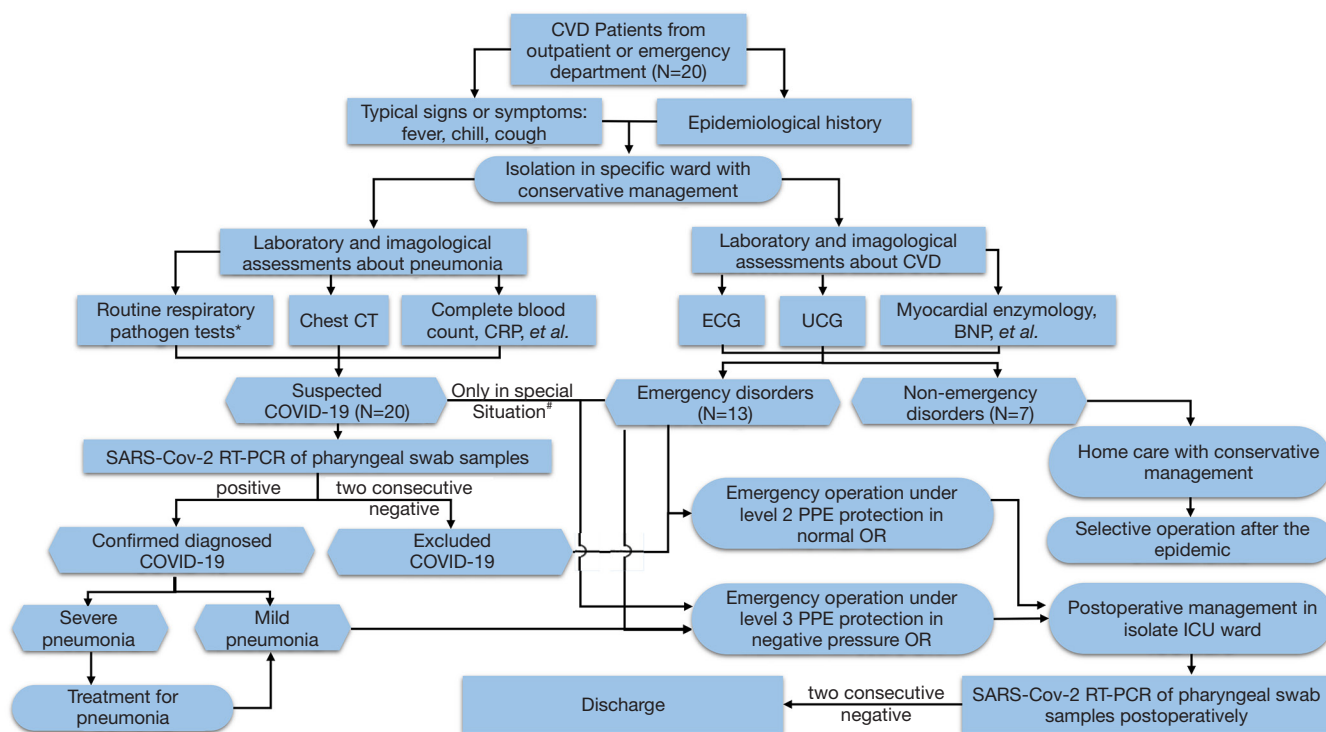 CVD Patients from
outpatient or emergency
department (N=20)
Typical signs or symptoms:
fever, chill, cough
Epidemiological history
Isolation in specific ward with
conservative management
Laboratory and imagological
assessments about pneumonia
Laboratory and imagological
assessments about CVD
Routine respiratory
pathogen tests*
Chest CT
Complete blood
count, CRP, et al.
ECG
UCG
Myocardial enzymology,
BNP, et al.
Suspected
COVID-19 (N=20)
Only in special
Situation#
Emergency disorders
(N=13)
Non-emergency
disorders (N=7)
SARS-Cov-2 RT-PCR of pharyngeal swab samples
Home care with conservative
management
positive
two consecutive
negative
Emergency operation under
level 2 PPE protection in
normal OR
Selective operation after the
epidemic
Confirmed diagnosed
COVID-19
Excluded
COVID-19
Severe
pneumonia
Mild
pneumonia
Emergency operation under
level 3 PPE protection in
negative pressure OR
Postoperative management in
isolate ICU ward
Treatment for
pneumonia
Discharge
two consecutive
negative
SARS-Cov-2 RT-PCR of pharyngeal swab
samples postoperatively